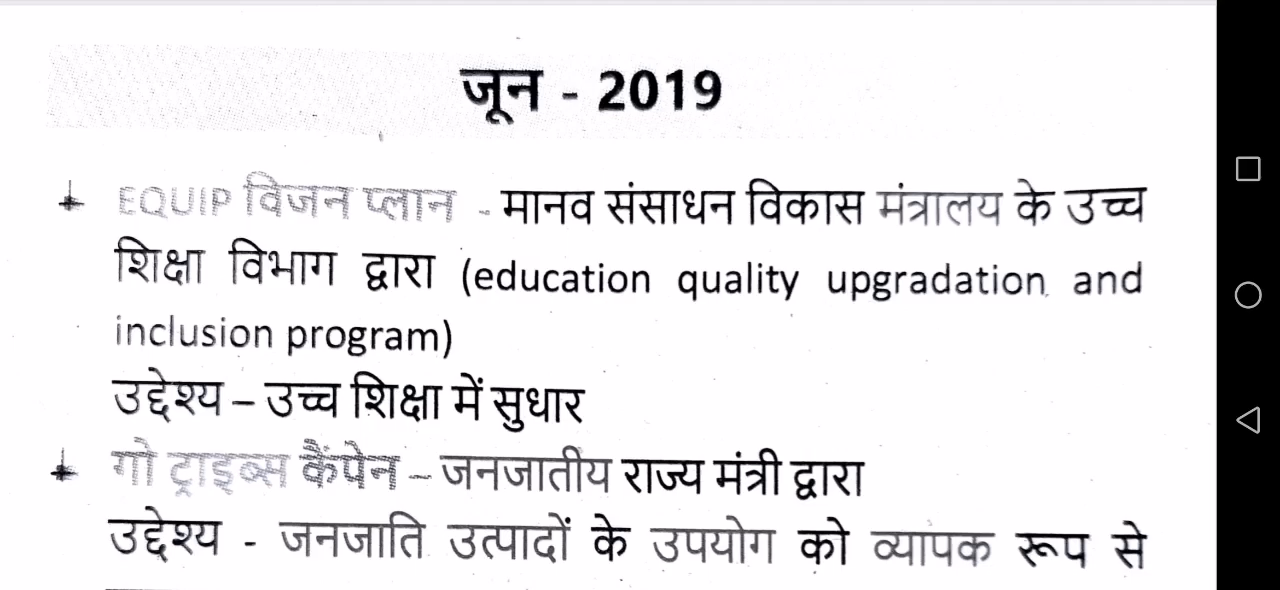 जून - 2019
EQUIP विजन प्लान - मानव संसाधन विकास मंत्रालय के उच्च
शिक्षा विभाग द्वारा (education quality upgradation and
inclusion program)
उद्देश्य – उच्च शिक्षा में सुधार
गो ट्राइब्स कैंपेन – जनजातीय राज्य मंत्री द्वारा
उद्देश्य - जनजाति उत्पादों के उपयोग को व्यापक रूप से